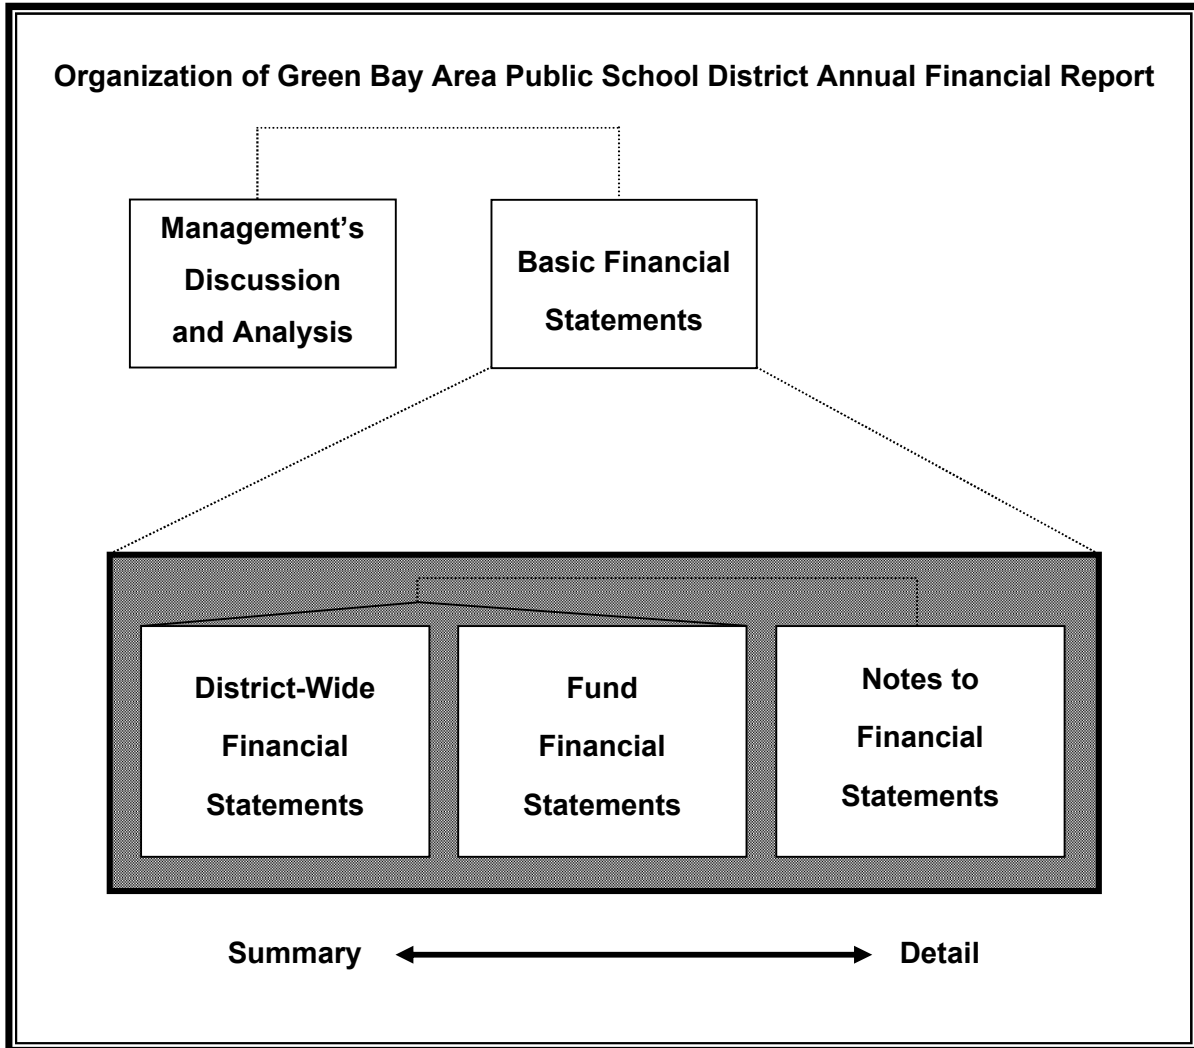 Organization of Green Bay Area Public School District Annual Financial Report
Management’s
Discussion
and Analysis
Basic Financial
Statements
District-Wide
Financial
Statements
Fund
Financial
Statements
Notes to
Financial
Statements
Summary
Detail